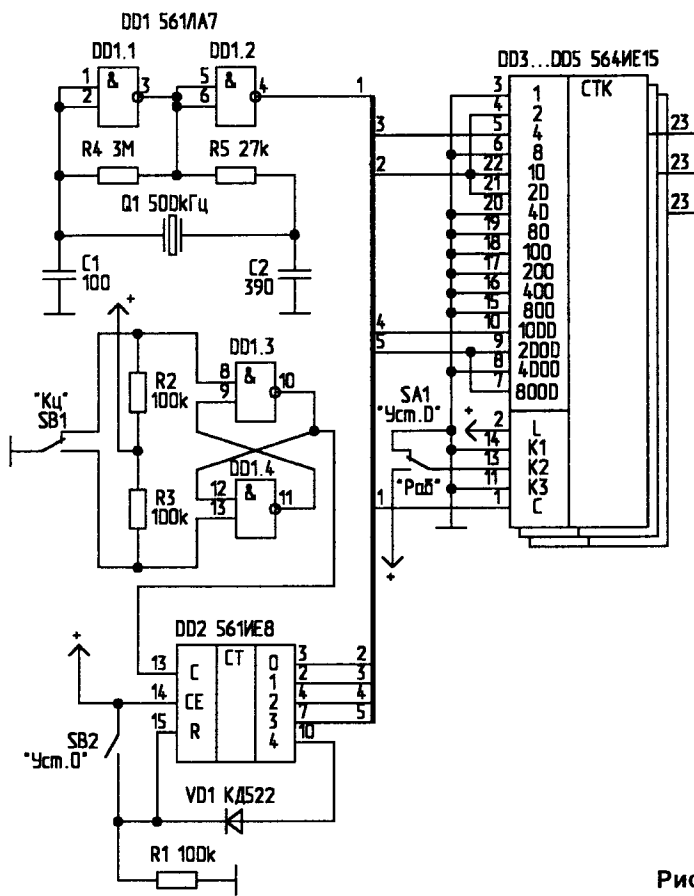 DD1 561ЛА7
DD1.1
DD1.2
1
2
&
3
5
6
&
4
R4 3М
R5 27k
Q1 500кГц
C1
100
C2
390
+
"Кц"
SB1
R2
100k
R3
100k
DD1.3
8
9
&
10
DD1.4
12
13
&
11
1
3
2
4
5
1
DD3...DD5 564ИЕ15
CTK
3 1
4 2
5 4
6 8
22 10
21 20
20 40
19 80
18 100
17 200
16 400
15 800
10 1000
9 2000
8 4000
7 8000
2 L
14 K1
13 K2
11 K3
1 C
23
23
23
SA1
"Уст.0"
+
"Раб"
+
DD2 561ИЕ8
CT
13 C
14 CE
15 R
0 3 2
1 2 3
2 4 4
3 7 5
4 10
+
SB2
"Уст.0"
VD1 КД522
R1 100k
Рис